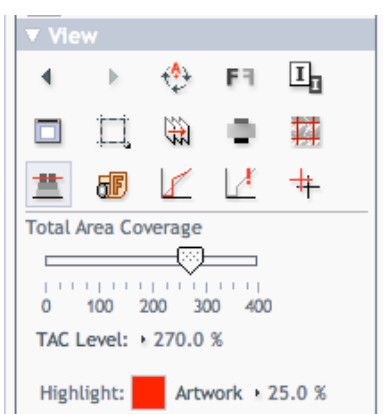 View
A
F F
I I
F
Total Area Coverage
0 100 200 300 400
TAC Level: 270.0 %
Highlight: Artwork 25.0 %